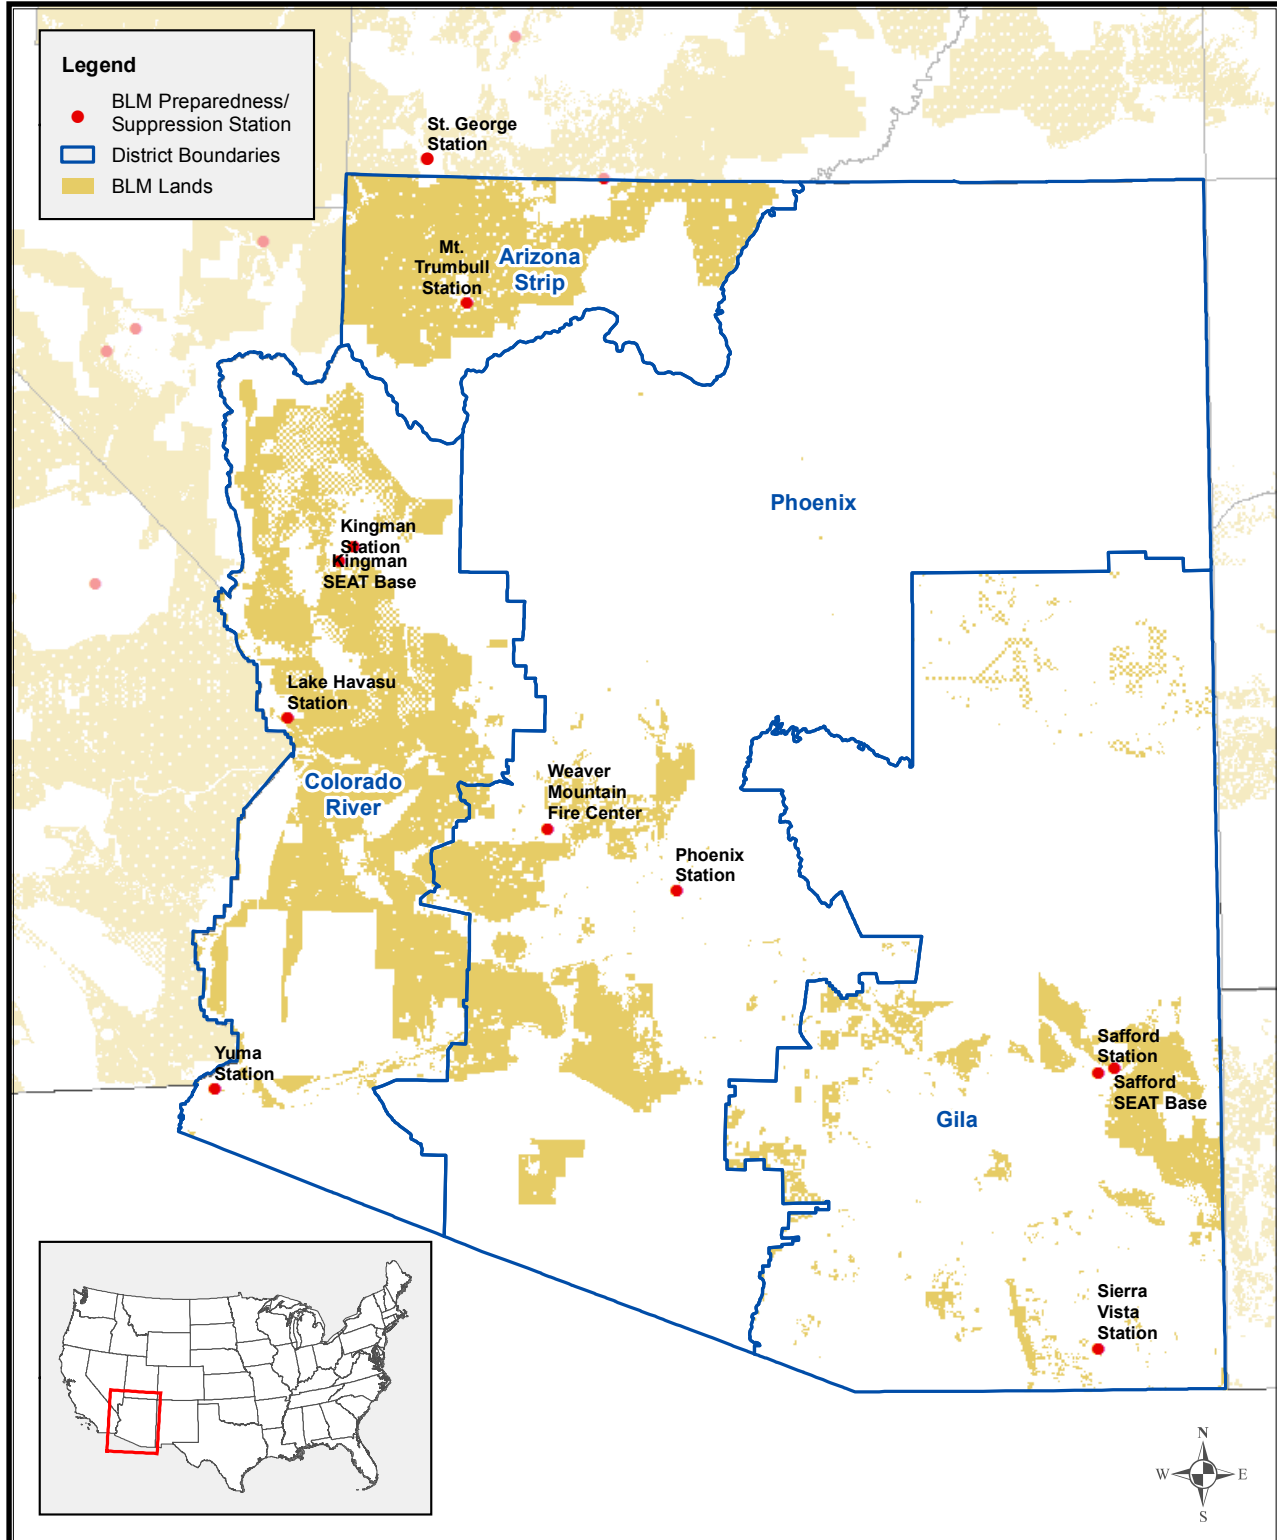 Legend
BLM Preparedness/
Suppression Station
District Boundaries
BLM Lands
St. George
Station
Mt.
Trumbull
Station
Arizona
Strip
Phoenix
Kingman
Station
Kingman
SEAT Base
Lake Havasu
Station
Colorado
River
Weaver
Mountain
Fire Center
Phoenix
Station
Yuma
Station
Safford
Station
Safford
SEAT Base
Gila
Sierra
Vista
Station
N
W E
S